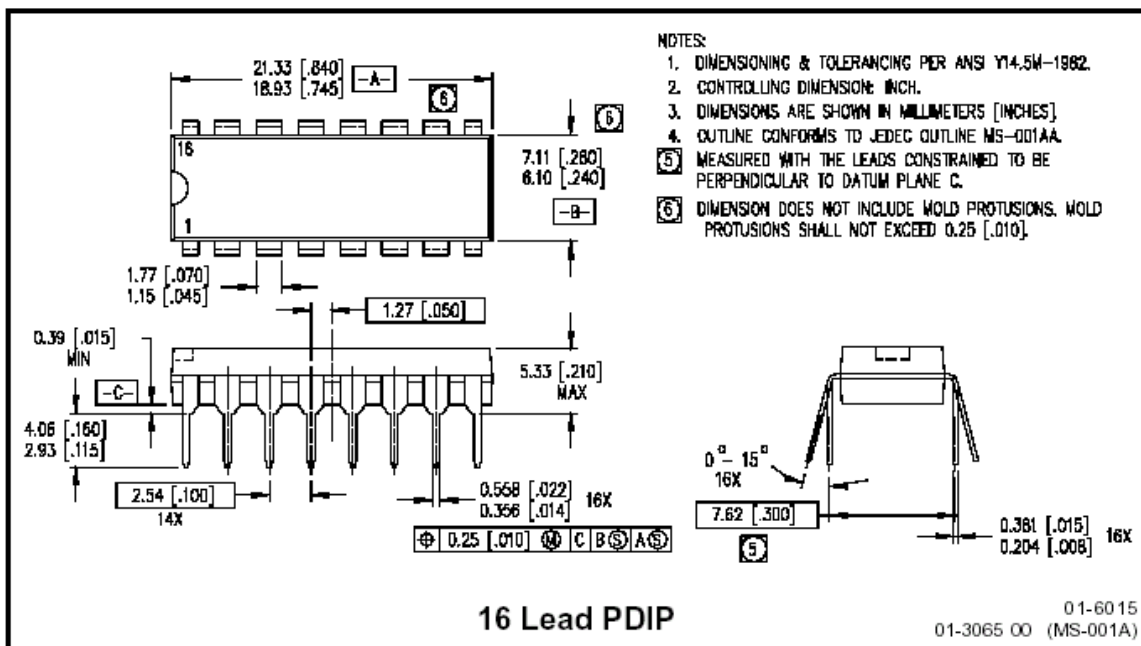 21.33 [.840]
18.93 [.745]
-A-
6
6
16
1
7.11 [.280]
6.10 [.240]
-B-
NOTES:
1. DIMENSIONING & TOLERANCING PER ANSI Y14.5M-1982.
2. CONTROLLING DIMENSION: INCH.
3. DIMENSIONS ARE SHOWN IN MILLIMETERS [INCHES]
4. OUTLINE CONFORMS TO JEDEC OUTLINE MS-001AA.
5 MEASURED WITH THE LEADS CONSTRAINED TO BE
PERPENDICULAR TO DATUM PLANE C.
6 DIMENSION DOES NOT INCLUDE MOLD PROTUSIONS. MOLD
PROTUSIONS SHALL NOT EXCEED 0.25 [.010].
1.77 [.070]
1.15 [.045]
1.27 [.050]
0.39 [.015]
MIN
-C-
5.33 [.210]
MAX
4.06 [.160]
2.93 [.115]
2.54 [.100]
14X
0.558 [.022]
0.356 [.014]
16X
⌖ 0.25 [.010] Ⓜ C B Ⓢ A Ⓢ
0°-15°
16X
7.62 [.300]
5
0.381 [.015]
0.204 [.008]
16X
16 Lead PDIP
01-6015
01-3065 00 (MS-001A)